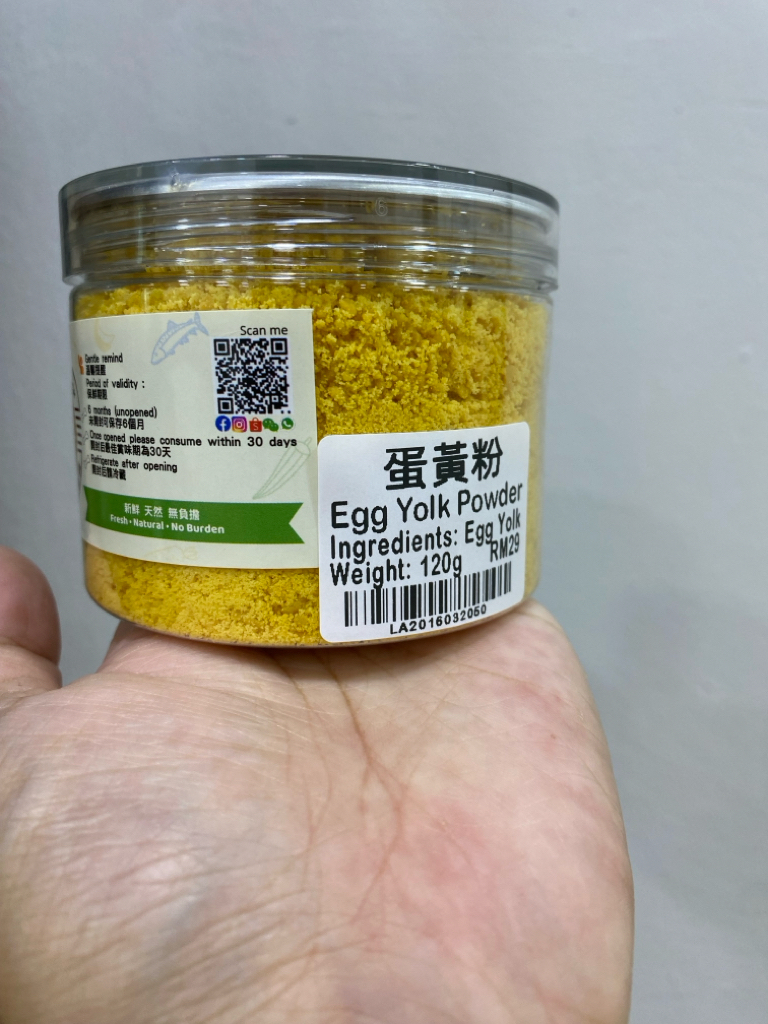 Scan me
Gentle remind
溫馨提醒
Period of validity :
保鮮期限
6 months (unopened)
未開封可保存6個月
Once opened please consume within 30 days
開封后最佳賞味期為30天
Refrigerate after opening
開封后請冷藏
新鮮 天然 無負擔
Fresh • Natural • No Burden
蛋黃粉
Egg Yolk Powder
Ingredients: Egg Yolk
RM29
Weight: 120g
LA2016032050